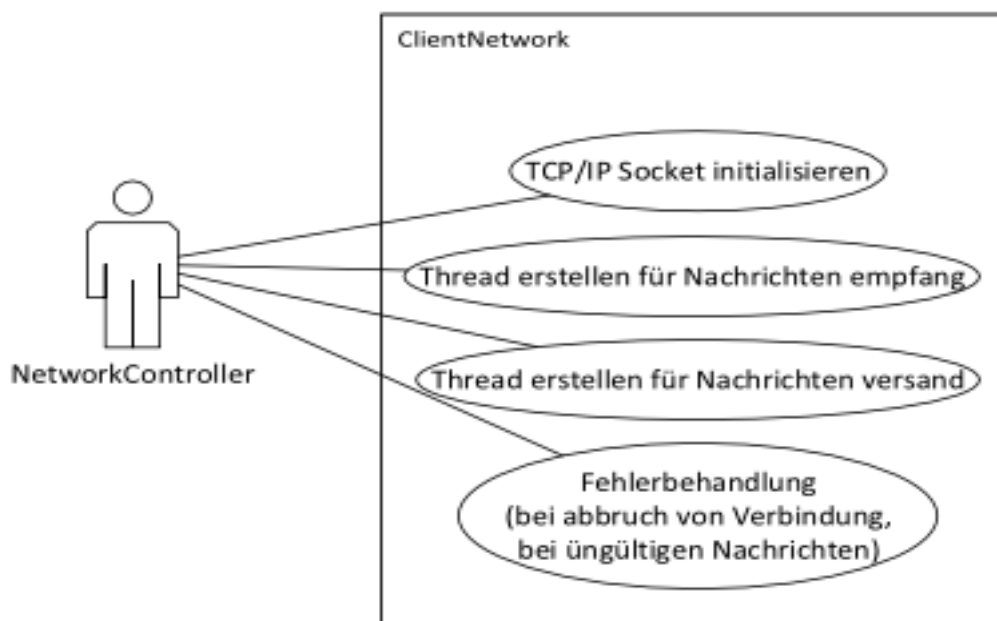 ClientNetwork
TCP/IP Socket initialisieren
Thread erstellen für Nachrichten empfang
NetworkController
Thread erstellen für Nachrichten versand
Fehlerbehandlung
(bei abbruch von Verbindung,
bei üngültigen Nachrichten)